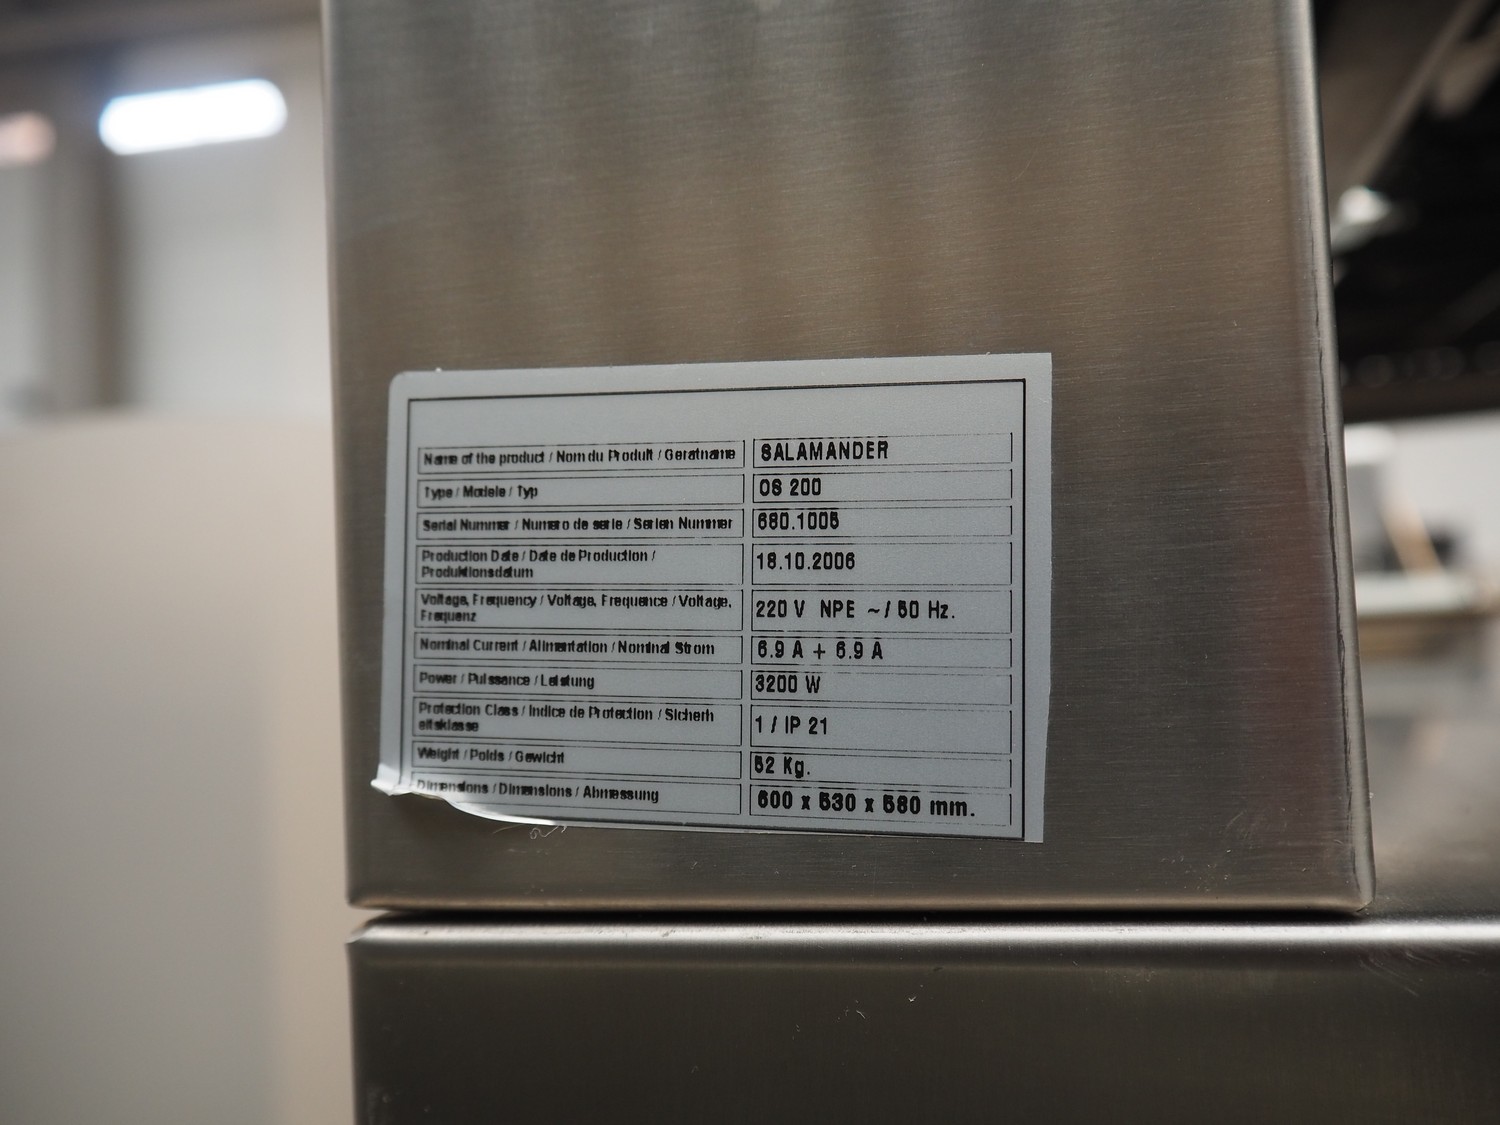 Name of the product / Nom du Produit / Geratname SALAMANDER
Type / Modele / Typ OS 200
Serial Nummer / Numero de serie / Serien Nummer 680.1005
Production Date / Date de Production /
Produktionsdatum 18.10.2006
Voltage, Frequency / Voltage, Frequence / Voltage,
Frequenz 220 V NPE ~ / 50 Hz.
Nominal Current / Alimentation / Nominal Strom 6.9 A + 6.9 A
Power / Puissance / Leistung 3200 W
Protection Class / Indice de Protection / Sicherh
eitsklasse 1 / IP 21
Weight / Poids / Gewicht 52 Kg.
Dimensions / Dimensions / Abmessung 600 x 530 x 580 mm.